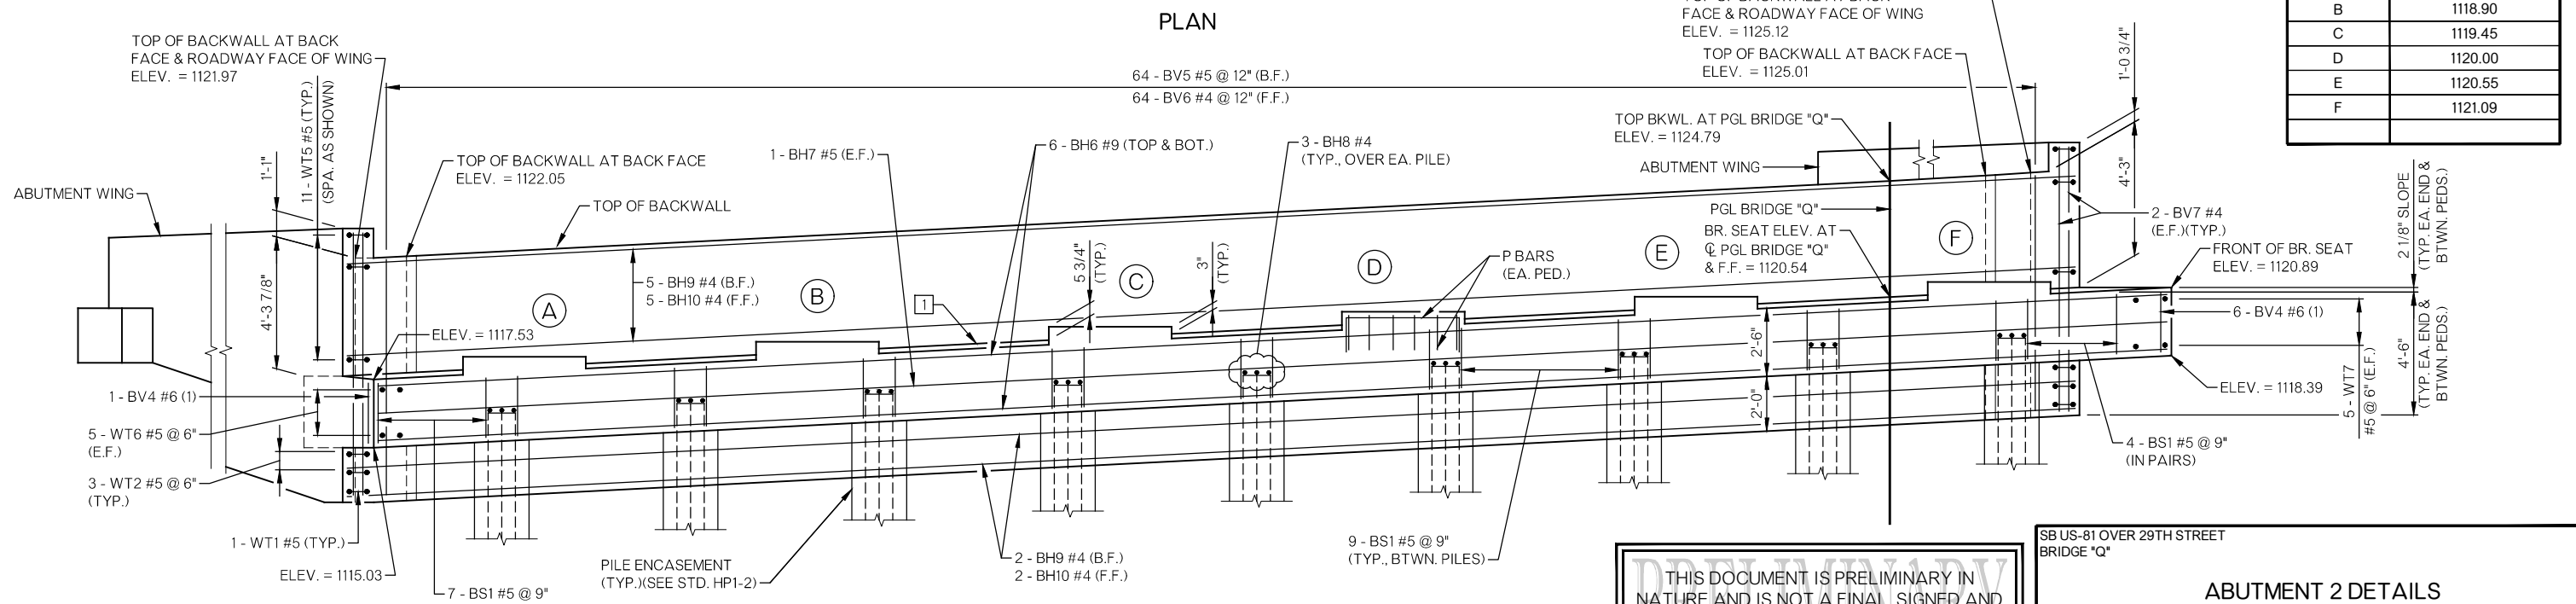 PLAN
TOP OF BACKWALL AT BACK
FACE & ROADWAY FACE OF WING
ELEV. = 1121.97
64 - BV5 #5 @ 12" (B.F.)
64 - BV6 #4 @ 12" (F.F.)
FACE & ROADWAY FACE OF WING
ELEV. = 1125.12
TOP OF BACKWALL AT BACK FACE
ELEV. = 1125.01
1'-0 3/4"
B 1118.90
C 1119.45
D 1120.00
E 1120.55
F 1121.09
11 - WT5 #5 (TYP.)
(SPA. AS SHOWN)
1'-1"
4'-3 7/8"
ABUTMENT WING
TOP OF BACKWALL AT BACK FACE
ELEV. = 1122.05
TOP OF BACKWALL
1 - BH7 #5 (E.F.)
6 - BH6 #9 (TOP & BOT.)
3 - BH8 #4
(TYP., OVER EA. PILE)
TOP BKWL. AT PGL BRIDGE "Q"
ELEV. = 1124.79
ABUTMENT WING
4'-3"
PGL BRIDGE "Q"
BR. SEAT ELEV. AT
℄ PGL BRIDGE "Q"
& F.F. = 1120.54
2 - BV7 #4
(E.F.)(TYP.)
FRONT OF BR. SEAT
ELEV. = 1120.89
2 1/8" SLOPE
(TYP. EA. END &
BTWN. PEDS.)
5 - BH9 #4 (B.F.)
5 - BH10 #4 (F.F.)
A
B
C
D
E
F
1
5 3/4"
(TYP.)
3"
(TYP.)
P BARS
(EA. PED.)
ELEV. = 1117.53
1 - BV4 #6 (1)
5 - WT6 #5 @ 6"
(E.F.)
3 - WT2 #5 @ 6"
(TYP.)
1 - WT1 #5 (TYP.)
ELEV. = 1115.03
7 - BS1 #5 @ 9"
PILE ENCASEMENT
(TYP.)(SEE STD. HP1-2)
2 - BH9 #4 (B.F.)
2 - BH10 #4 (F.F.)
9 - BS1 #5 @ 9"
(TYP., BTWN. PILES)
2'-6"
2'-0"
6 - BV4 #6 (1)
ELEV. = 1118.39
5 - WT7
#5 @ 6" (E.F.)
4'-6"
(TYP. EA. END &
BTWN. PEDS.)
4 - BS1 #5 @ 9"
(IN PAIRS)
PRELIMINARY
THIS DOCUMENT IS PRELIMINARY IN
NATURE AND IS NOT A FINAL, SIGNED AND
SB US-81 OVER 29TH STREET
BRIDGE "Q"
ABUTMENT 2 DETAILS